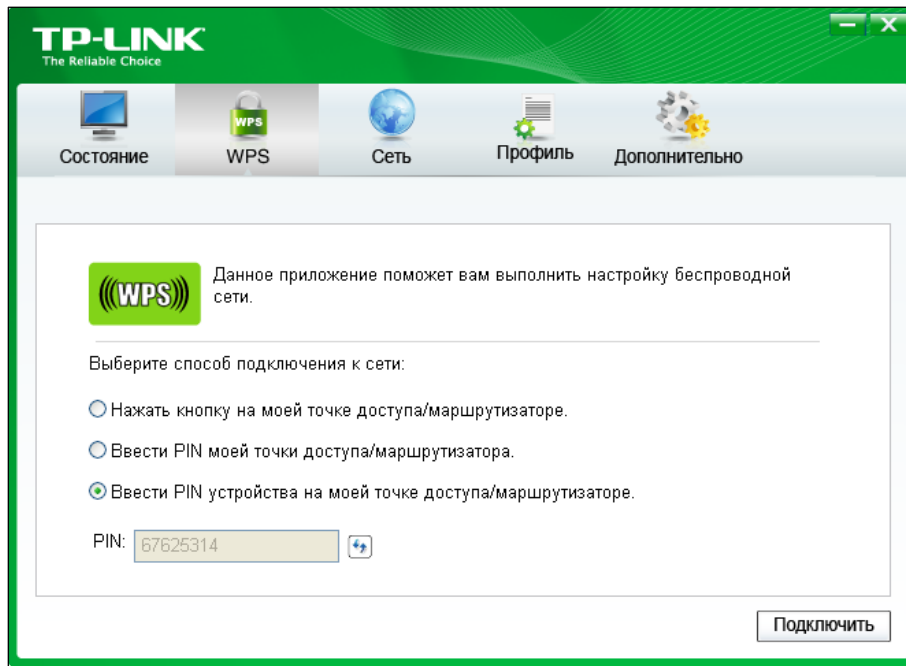 TP-LINK
The Reliable Choice
Состояние
WPS
WPS
Сеть
Профиль
Дополнительно
WPS
Данное приложение поможет вам выполнить настройку беспроводной
сети.
Выберите способ подключения к сети:
Нажать кнопку на моей точке доступа/маршрутизаторе.
Ввести PIN моей точки доступа/маршрутизатора.
Ввести PIN устройства на моей точке доступа/маршрутизаторе.
PIN: 67625314
Подключить